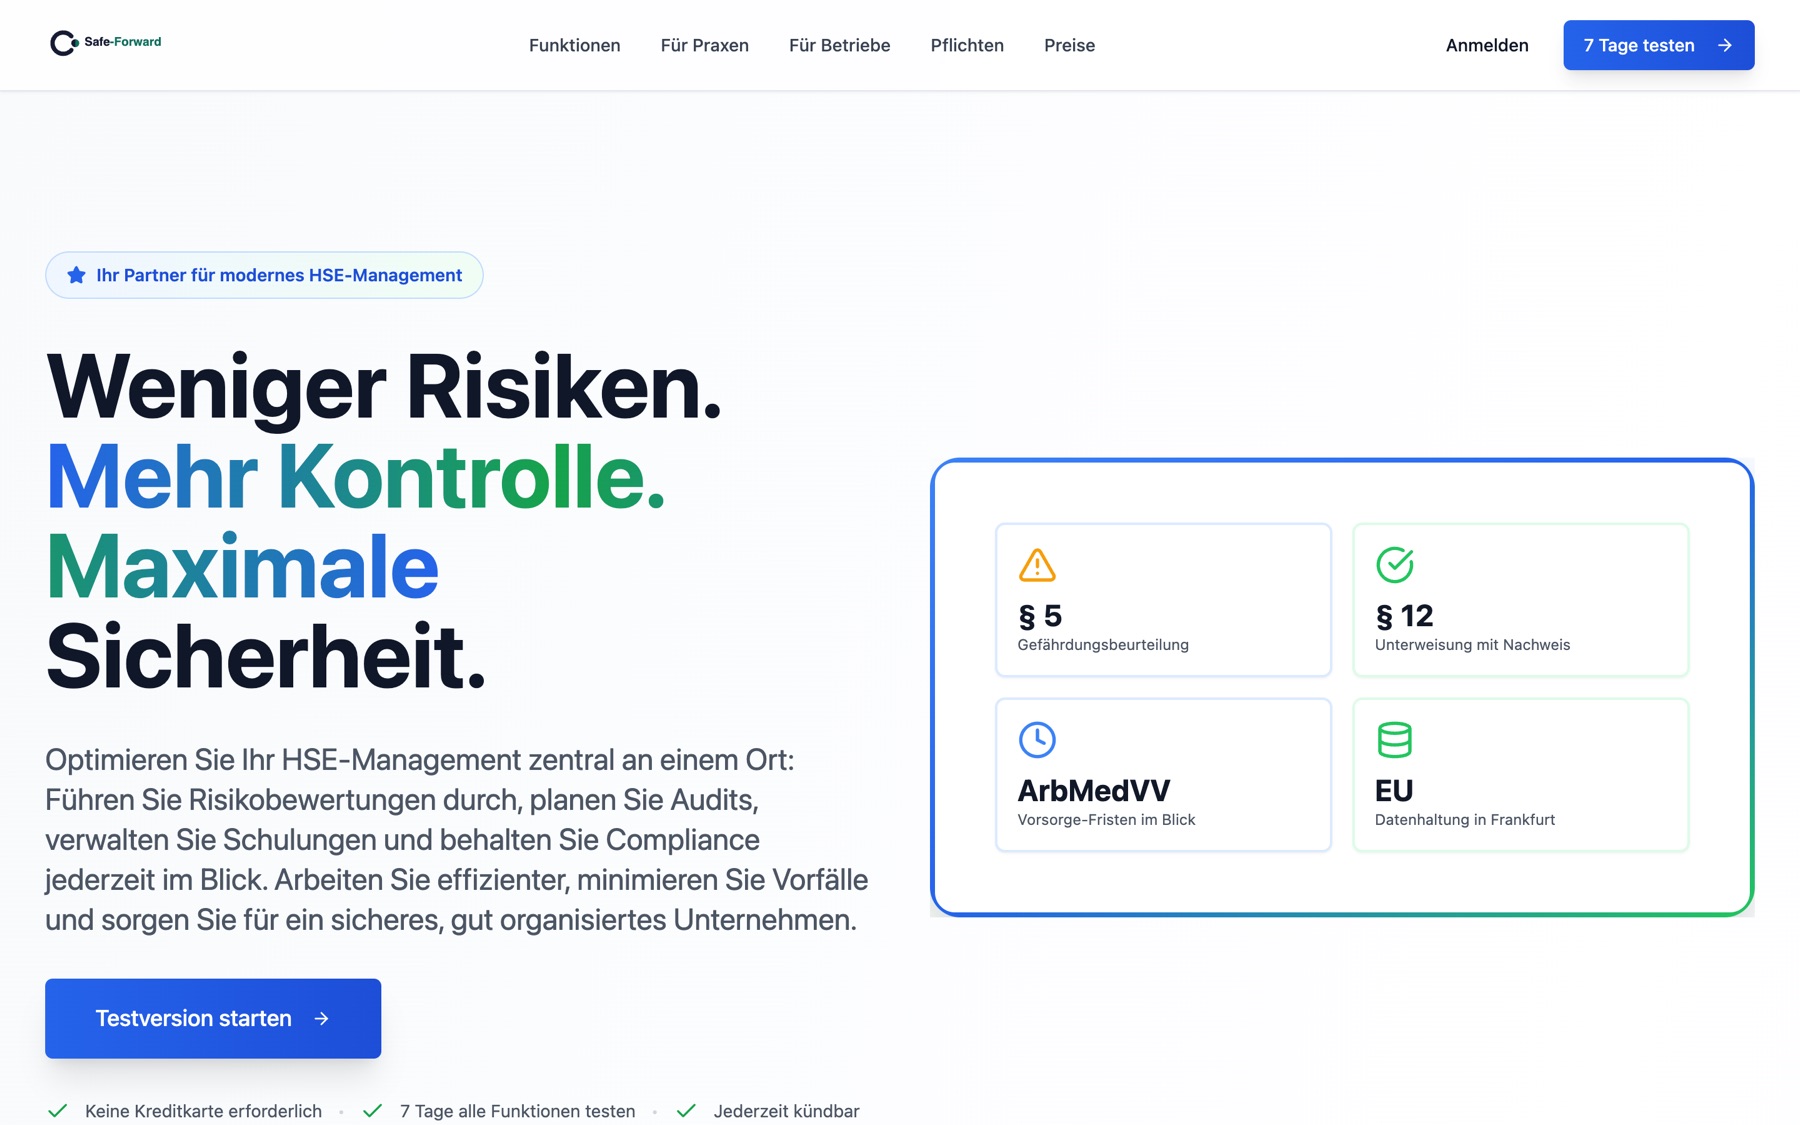 Safe-Forward
Funktionen
Für Praxen
Für Betriebe
Pflichten
Preise
Anmelden
7 Tage testen
Ihr Partner für modernes HSE-Management
Weniger Risiken.
Mehr Kontrolle.
Maximale
Sicherheit.
Optimieren Sie Ihr HSE-Management zentral an einem Ort:
Führen Sie Risikobewertungen durch, planen Sie Audits,
verwalten Sie Schulungen und behalten Sie Compliance
jederzeit im Blick. Arbeiten Sie effizienter, minimieren Sie Vorfälle
und sorgen Sie für ein sicheres, gut organisiertes Unternehmen.
Testversion starten
Keine Kreditkarte erforderlich • 7 Tage alle Funktionen testen • Jederzeit kündbar
§ 5
Gefährdungsbeurteilung
§ 12
Unterweisung mit Nachweis
ArbMedVV
Vorsorge-Fristen im Blick
EU
Datenhaltung in Frankfurt